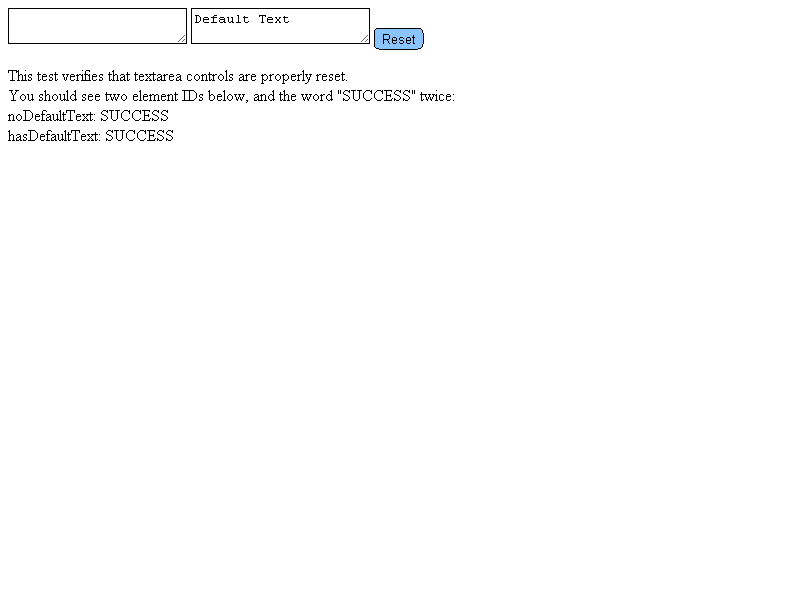 Default Text
Reset
This test verifies that textarea controls are properly reset.
You should see two element IDs below, and the word "SUCCESS" twice:
noDefaultText: SUCCESS
hasDefaultText: SUCCESS